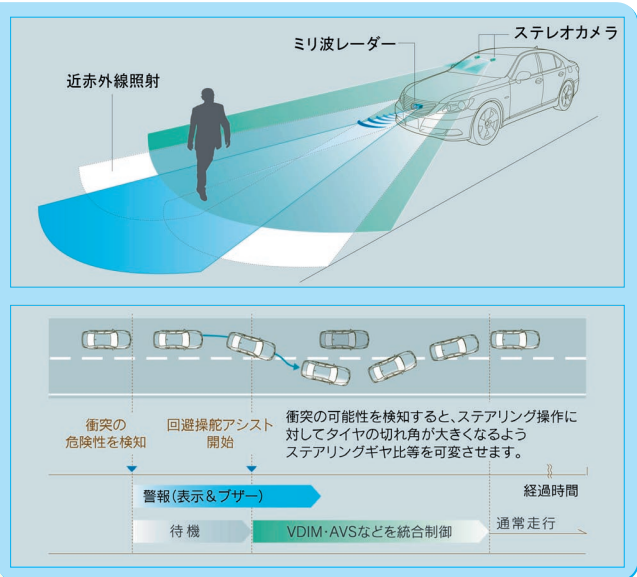 ステレオカメラ
ミリ波レーダー
近赤外線照射
衝突の
危険性を検知
回避操舵アシスト
開始
衝突の可能性を検知すると、ステアリング操作に
対してタイヤの切れ角が大きくなるよう
ステアリングギヤ比等を可変させます。
経過時間
警報(表示&ブザー)
待機
VDIM・AVSなどを統合制御
通常走行